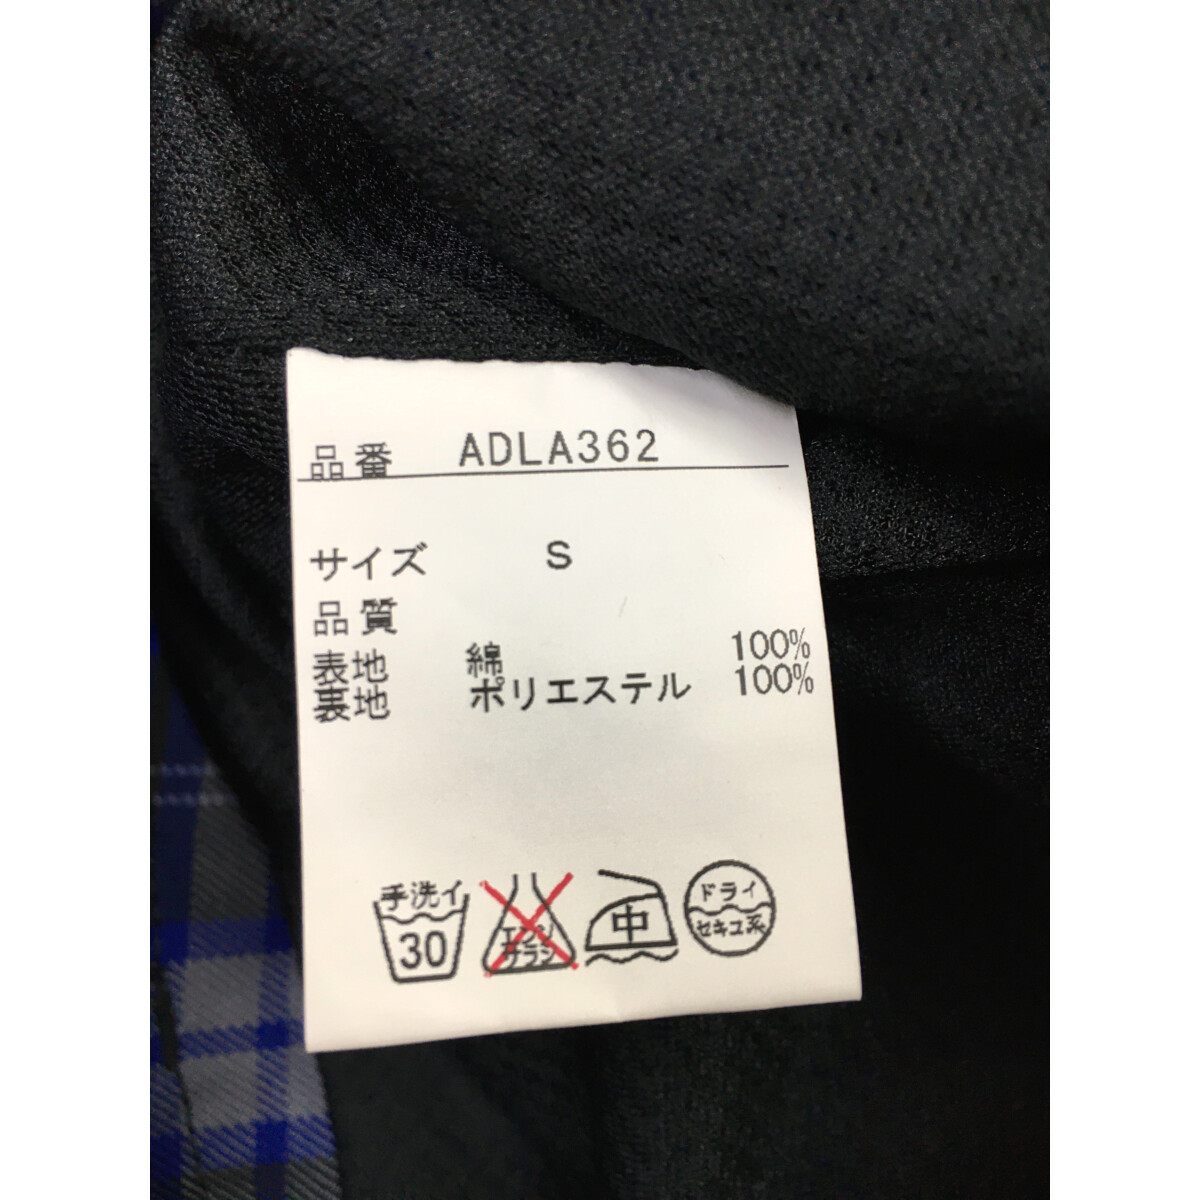 品番 ADLA362
サイズ S
品質
表地 綿 100%
裏地 ポリエステル 100%
手洗イ 30
エンソサラシ
中
ドライ
セキユ系